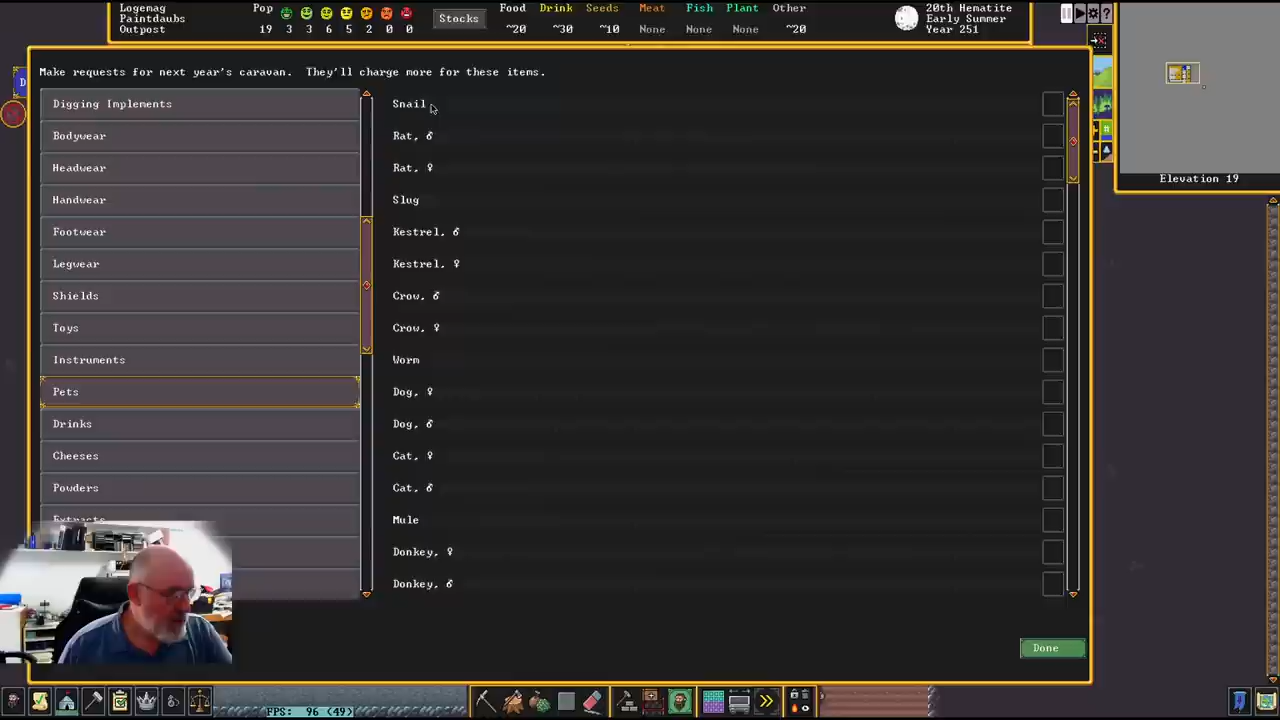 Logemag
Paintdaubs
Outpost
Pop
19 3 3 6 5 2 0 0
Stocks
Food Drink Seeds Meat Fish Plant Other
~20 ~30 ~10 None None None ~20
20th Hematite
Early Summer
Year 251
Elevation 19
D
Make requests for next year's caravan. They'll charge more for these items.
Digging Implements
Bodywear
Headwear
Handwear
Footwear
Legwear
Shields
Toys
Instruments
Pets
Drinks
Cheeses
Powders
Extracts
Snail
Rat, ♂
Rat, ♀
Slug
Kestrel, ♂
Kestrel, ♀
Crow, ♂
Crow, ♀
Worm
Dog, ♀
Dog, ♂
Cat, ♀
Cat, ♂
Mule
Donkey, ♀
Donkey, ♂
Done
FPS: 96 (49)